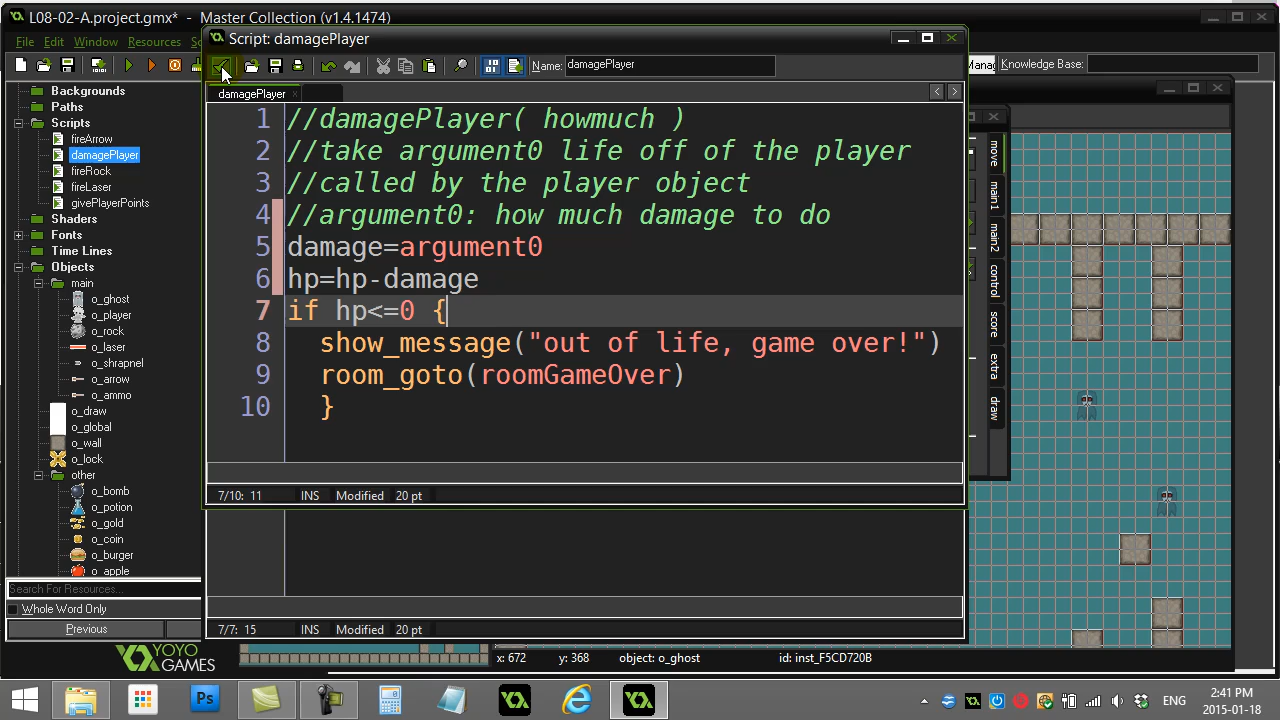 L08-02-A.project.gmx* - Master Collection (v1.4.1474)
File Edit Window Resources
Script: damagePlayer
Name: damagePlayer
Knowledge Base:
damagePlayer
Backgrounds
Paths
Scripts
fireArrow
damagePlayer
fireRock
fireLaser
givePlayerPoints
Shaders
Fonts
Time Lines
Objects
main
o_ghost
o_player
o_rock
o_laser
o_shrapnel
o_arrow
o_ammo
o_draw
o_global
o_wall
o_lock
other
o_bomb
o_potion
o_gold
o_coin
o_burger
o_apple
Search For Resources...
Whole Word Only
Previous
1 //damagePlayer( howmuch )
2 //take argument0 life off of the player
3 //called by the player object
4 //argument0: how much damage to do
5 damage=argument0
6 hp=hp-damage
7 if hp<=0 {
8 show_message("out of life, game over!")
9 room_goto(roomGameOver)
10 }
7/10: 11 INS Modified 20 pt
7/7: 15 INS Modified 20 pt
move
main1
main2
control
score
extra
draw
YOYO
GAMES
x: 672 y: 368 object: o_ghost id: inst_F5CD720B
Ps
ENG
2:41 PM
2015-01-18